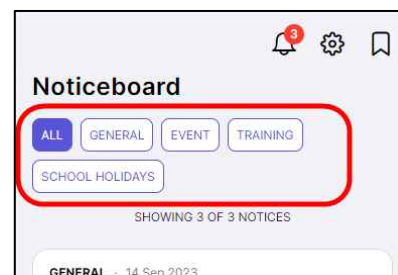 3
Noticeboard
ALL GENERAL EVENT TRAINING
SCHOOL HOLIDAYS
SHOWING 3 OF 3 NOTICES
GENERAL · 14 Sep 2023